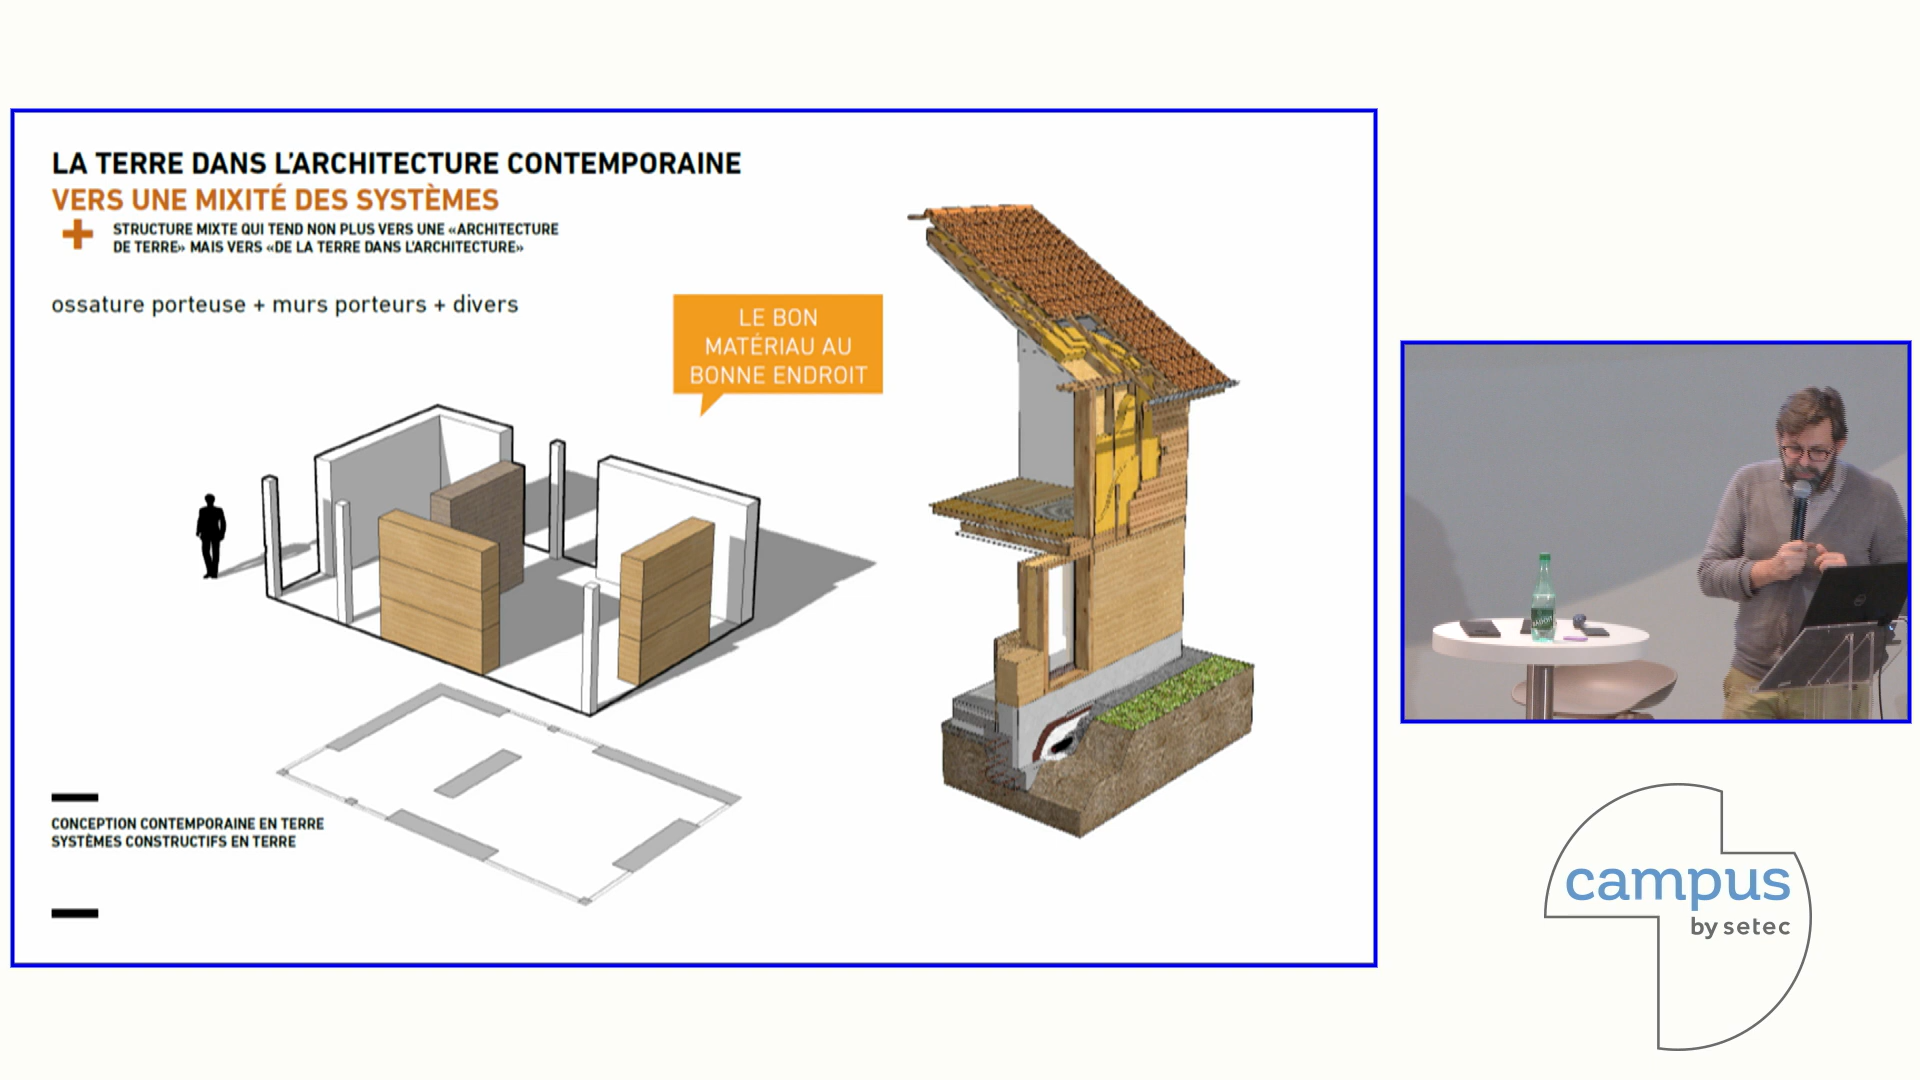 LA TERRE DANS L'ARCHITECTURE CONTEMPORAINE
VERS UNE MIXITÉ DES SYSTÈMES
STRUCTURE MIXTE QUI TEND NON PLUS VERS UNE «ARCHITECTURE
DE TERRE» MAIS VERS «DE LA TERRE DANS L'ARCHITECTURE»
ossature porteuse + murs porteurs + divers
LE BON
MATÉRIAU AU
BONNE ENDROIT
CONCEPTION CONTEMPORAINE EN TERRE
SYSTÈMES CONSTRUCTIFS EN TERRE
campus
by setec